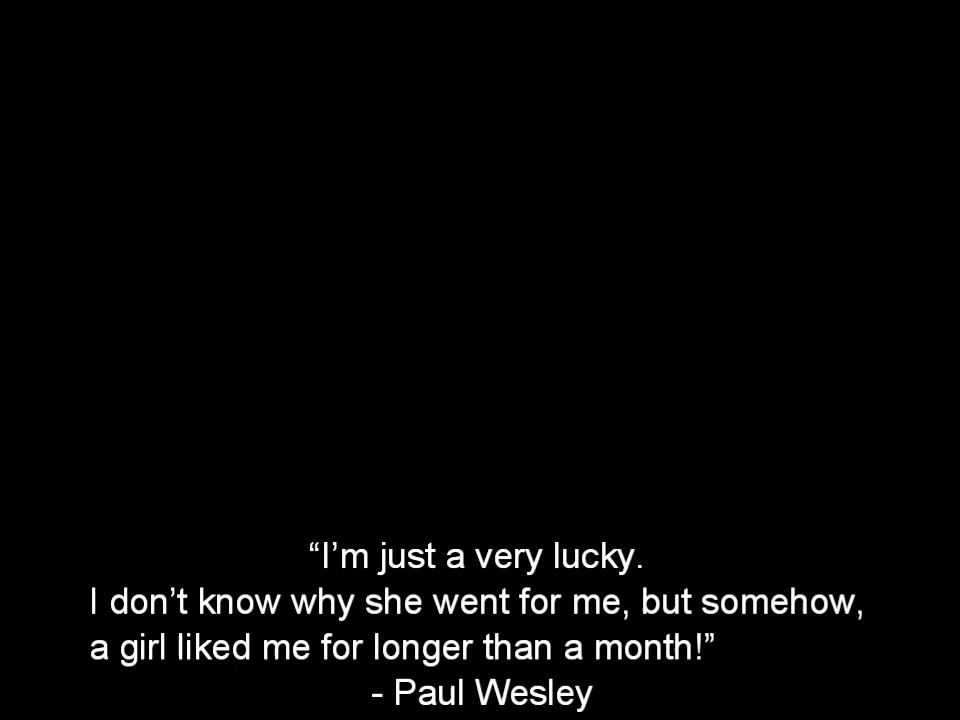 “I’m just a very lucky.
I don’t know why she went for me, but somehow,
a girl liked me for longer than a month!”
- Paul Wesley